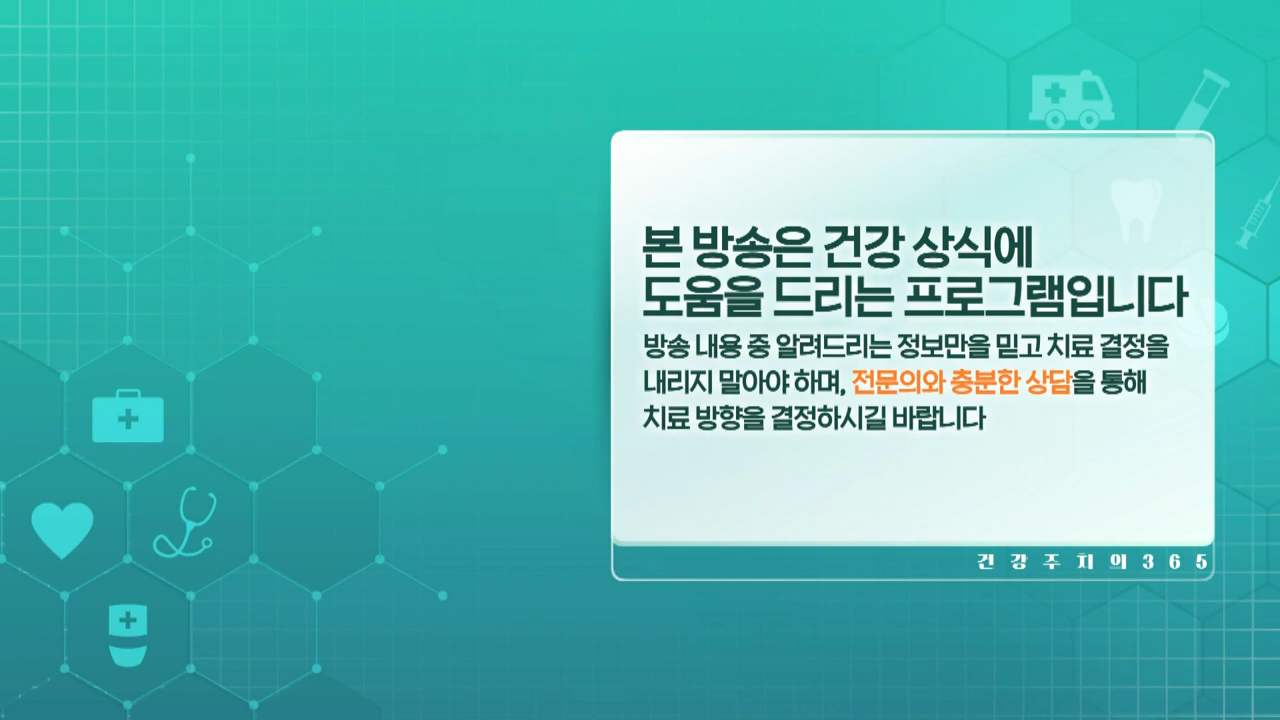 본 방송은 건강 상식에
도움을 드리는 프로그램입니다
방송 내용 중 알려드리는 정보만을 믿고 치료 결정을
내리지 말아야 하며, 전문의와 충분한 상담을 통해
치료 방향을 결정하시길 바랍니다
건강주치의365